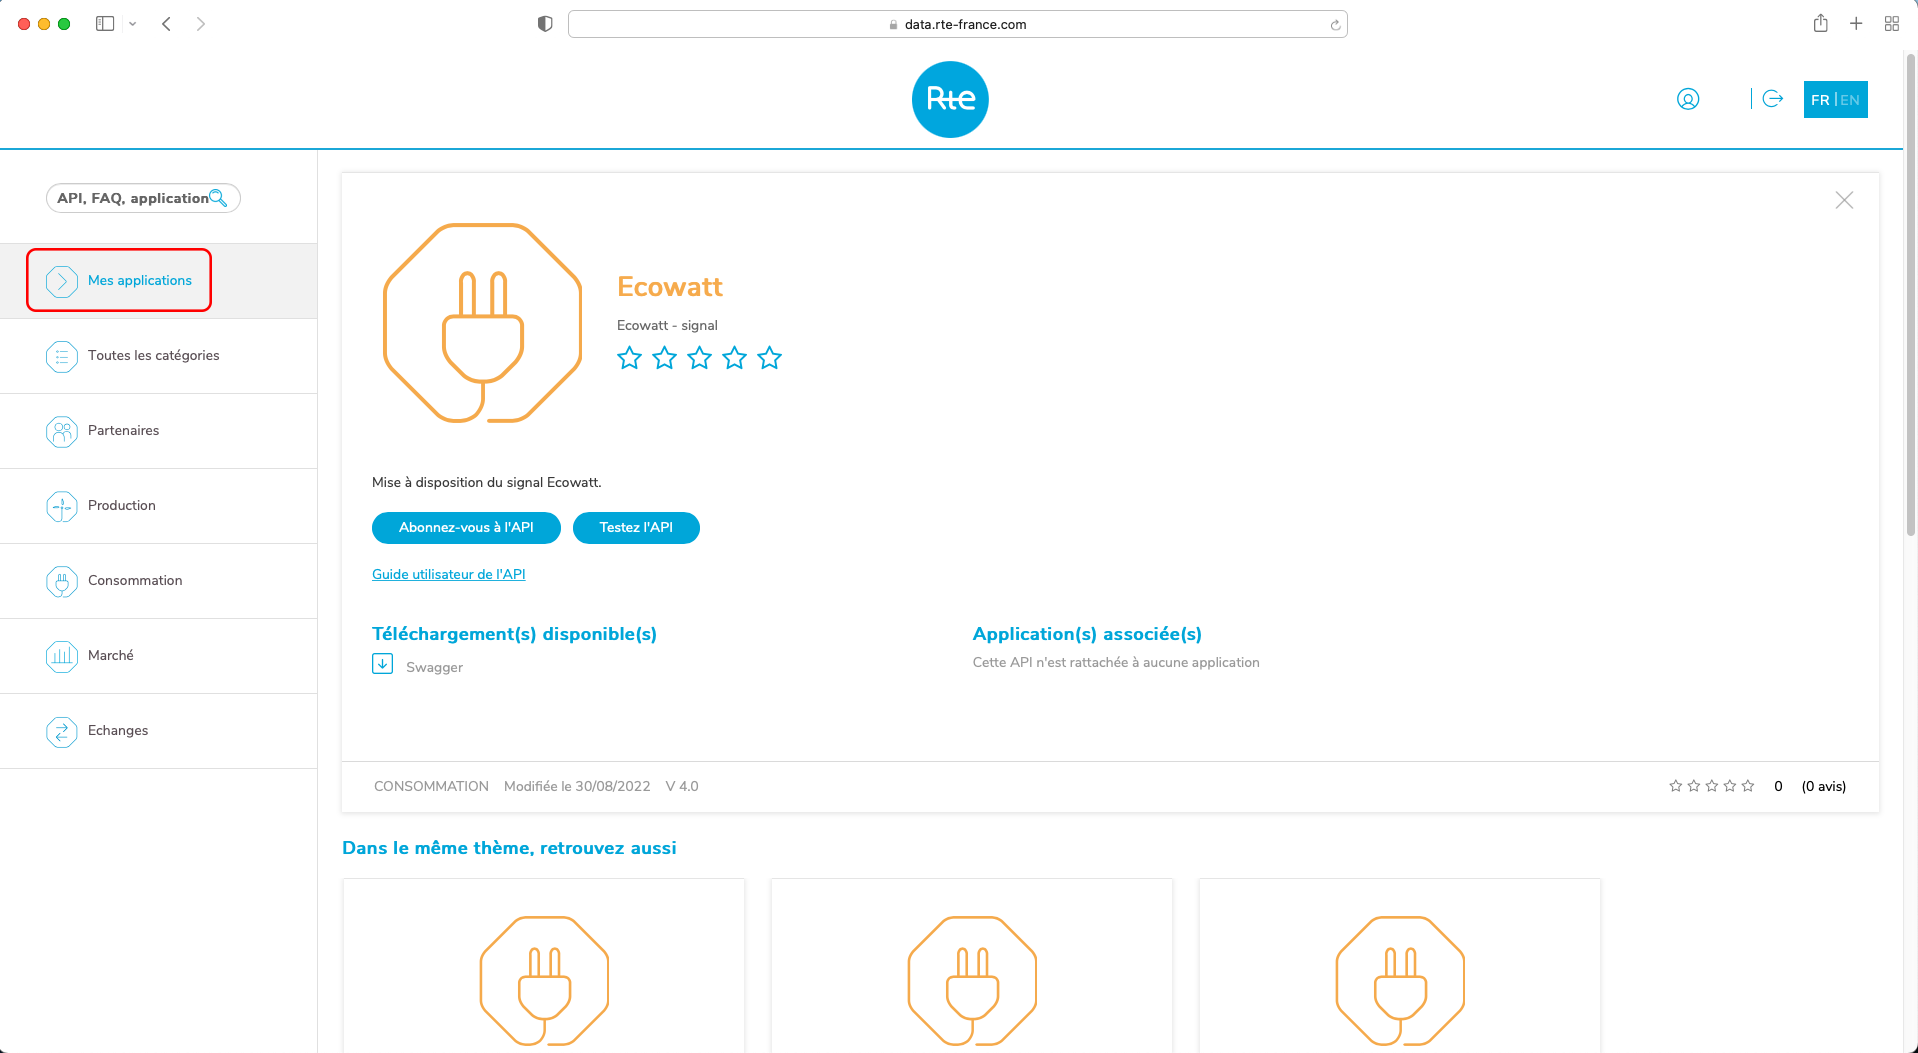 data.rte-france.com
Rte
FR | EN
API, FAQ, application
Mes applications
Toutes les catégories
Partenaires
Production
Consommation
Marché
Echanges
Ecowatt
Ecowatt - signal
Mise à disposition du signal Ecowatt.
Abonnez-vous à l'API
Testez l'API
Guide utilisateur de l'API
Téléchargement(s) disponible(s)
Swagger
Application(s) associée(s)
Cette API n'est rattachée à aucune application
CONSOMMATION Modifiée le 30/08/2022 V 4.0
0 (0 avis)
Dans le même thème, retrouvez aussi